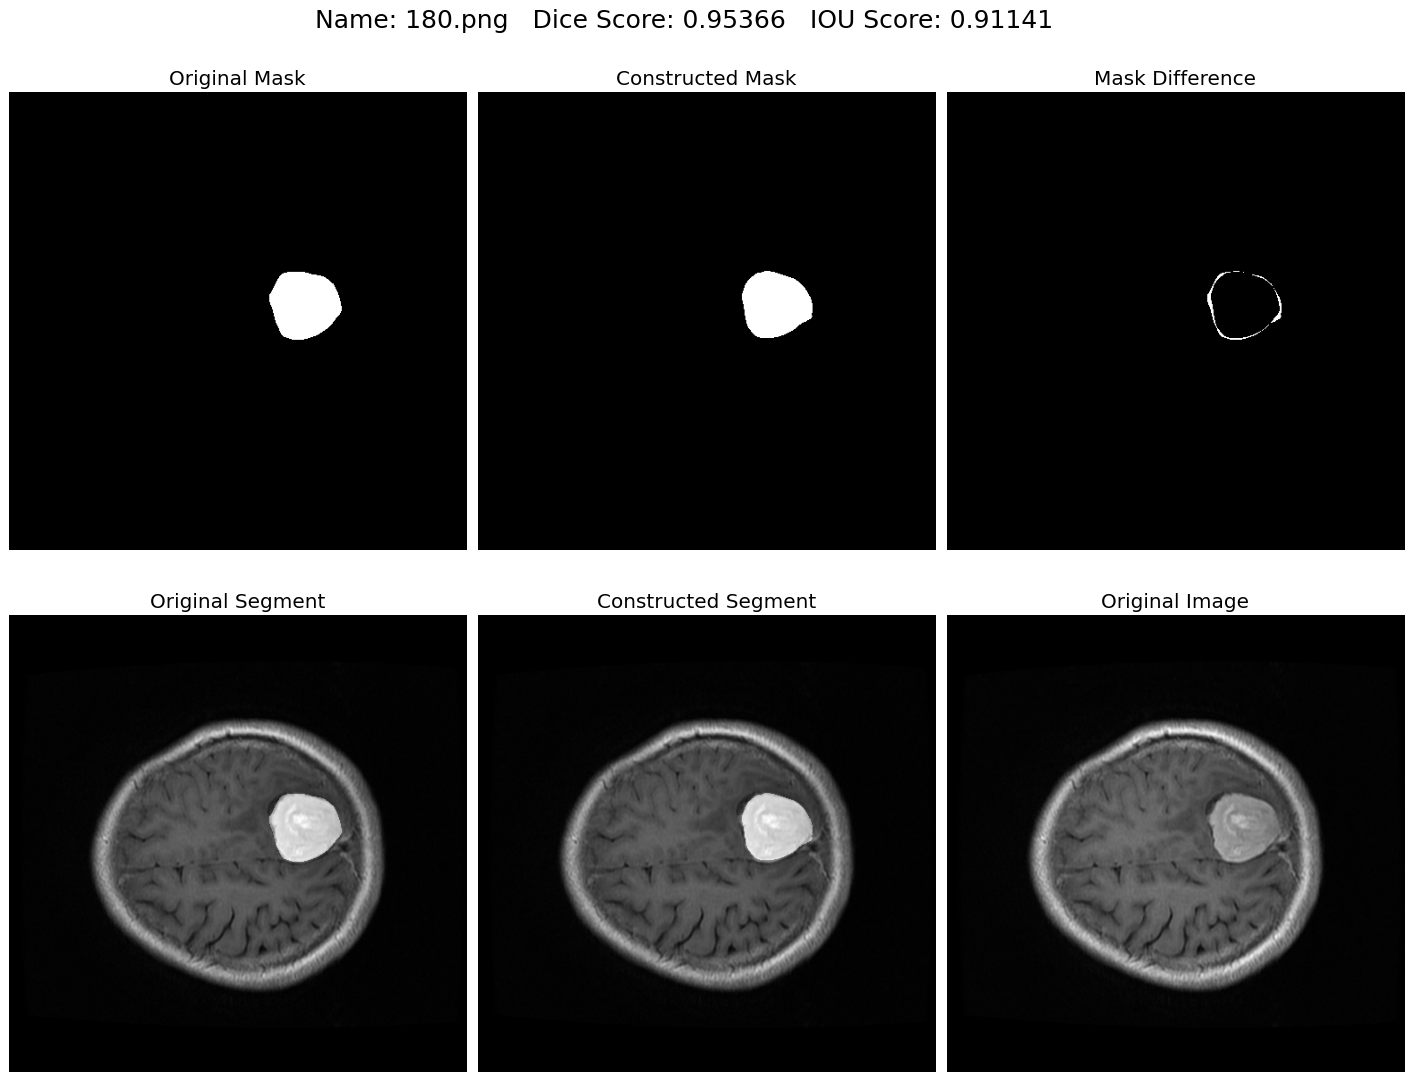 Name: 180.png   Dice Score: 0.95366   IOU Score: 0.91141
Original Mask
Constructed Mask
Mask Difference
Original Segment
Constructed Segment
Original Image